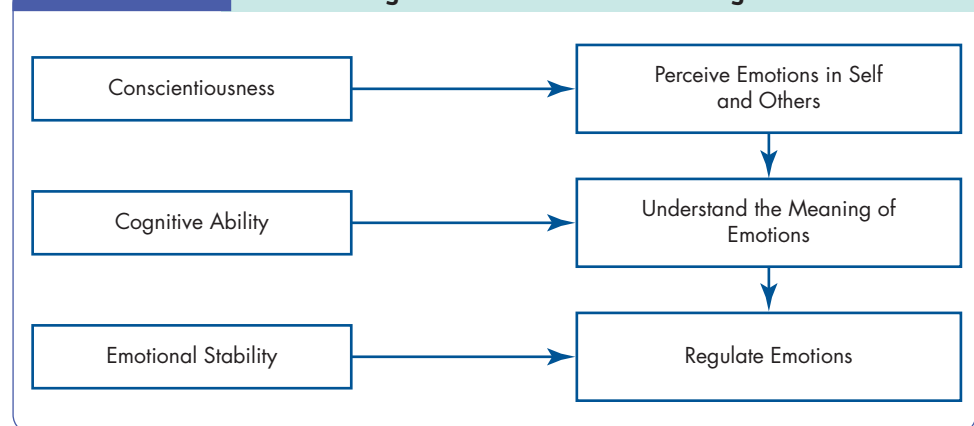 Conscientiousness
Perceive Emotions in Self
and Others
Cognitive Ability
Understand the Meaning of
Emotions
Emotional Stability
Regulate Emotions